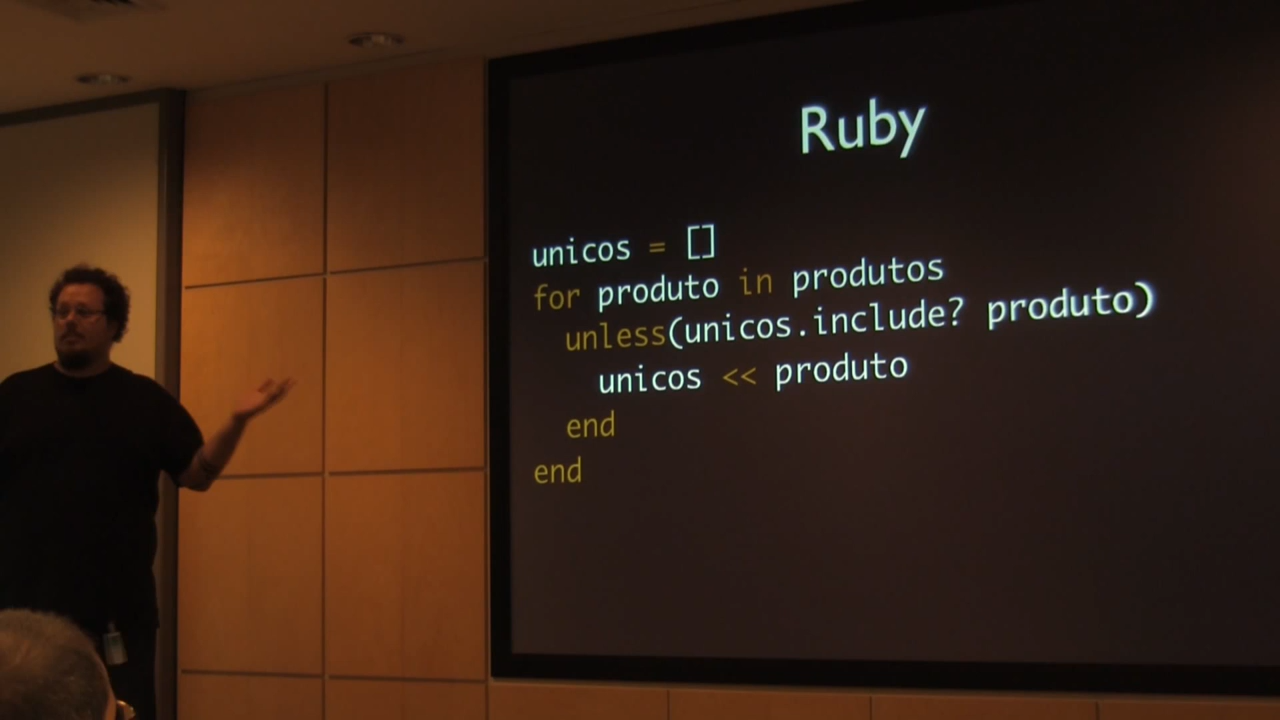 Ruby
unicos = []
for produto in produtos
unless(unicos.include? produto)
unicos << produto
end
end